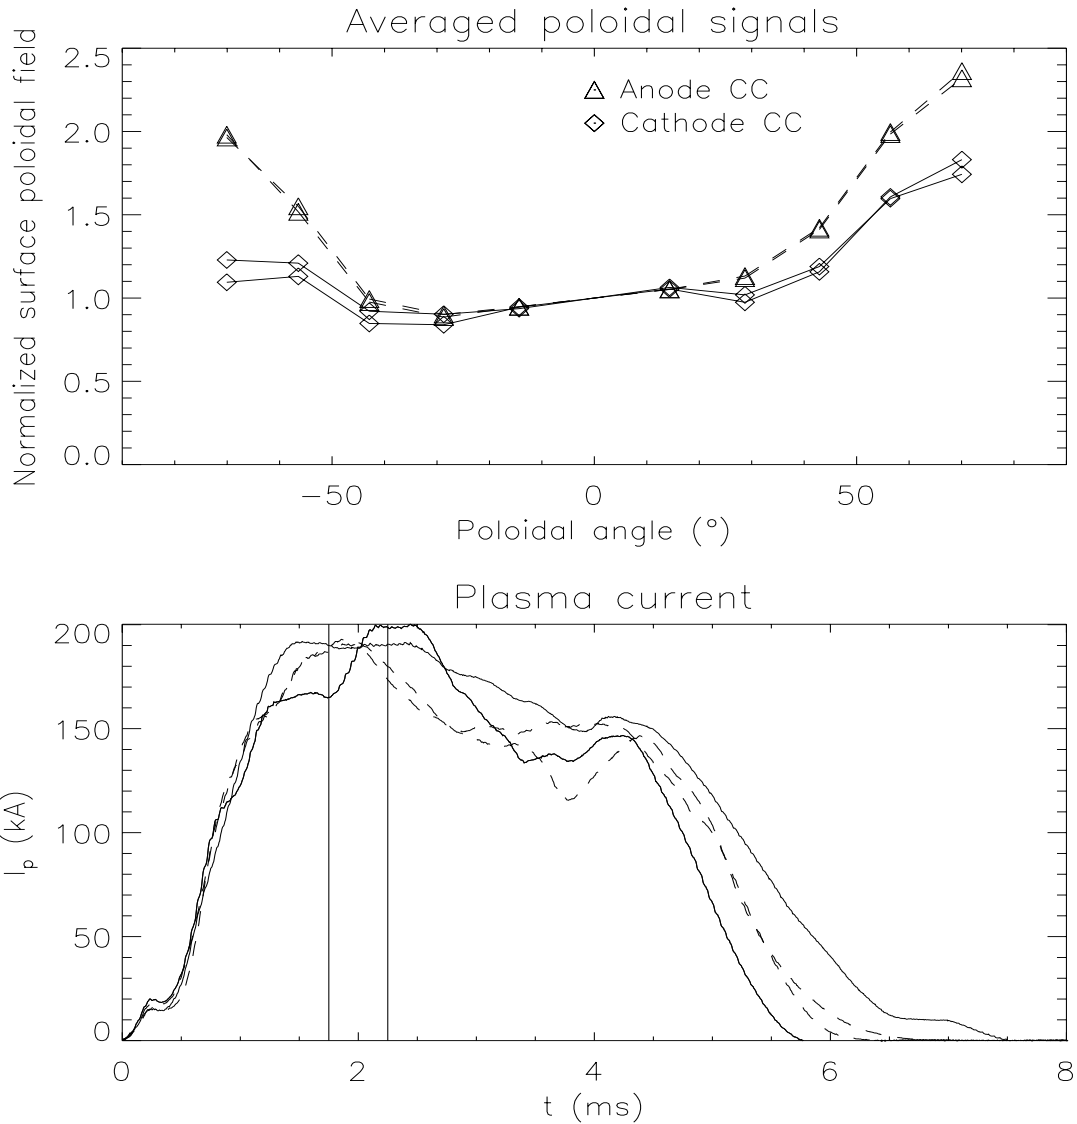 Averaged poloidal signals
Normalized surface poloidal field
2.5
2.0
1.5
1.0
0.5
0.0
△ Anode CC
◇ Cathode CC
−50 0 50
Poloidal angle (°)
Plasma current
I_p (kA)
200
150
100
50
0
0 2 4 6 8
t (ms)